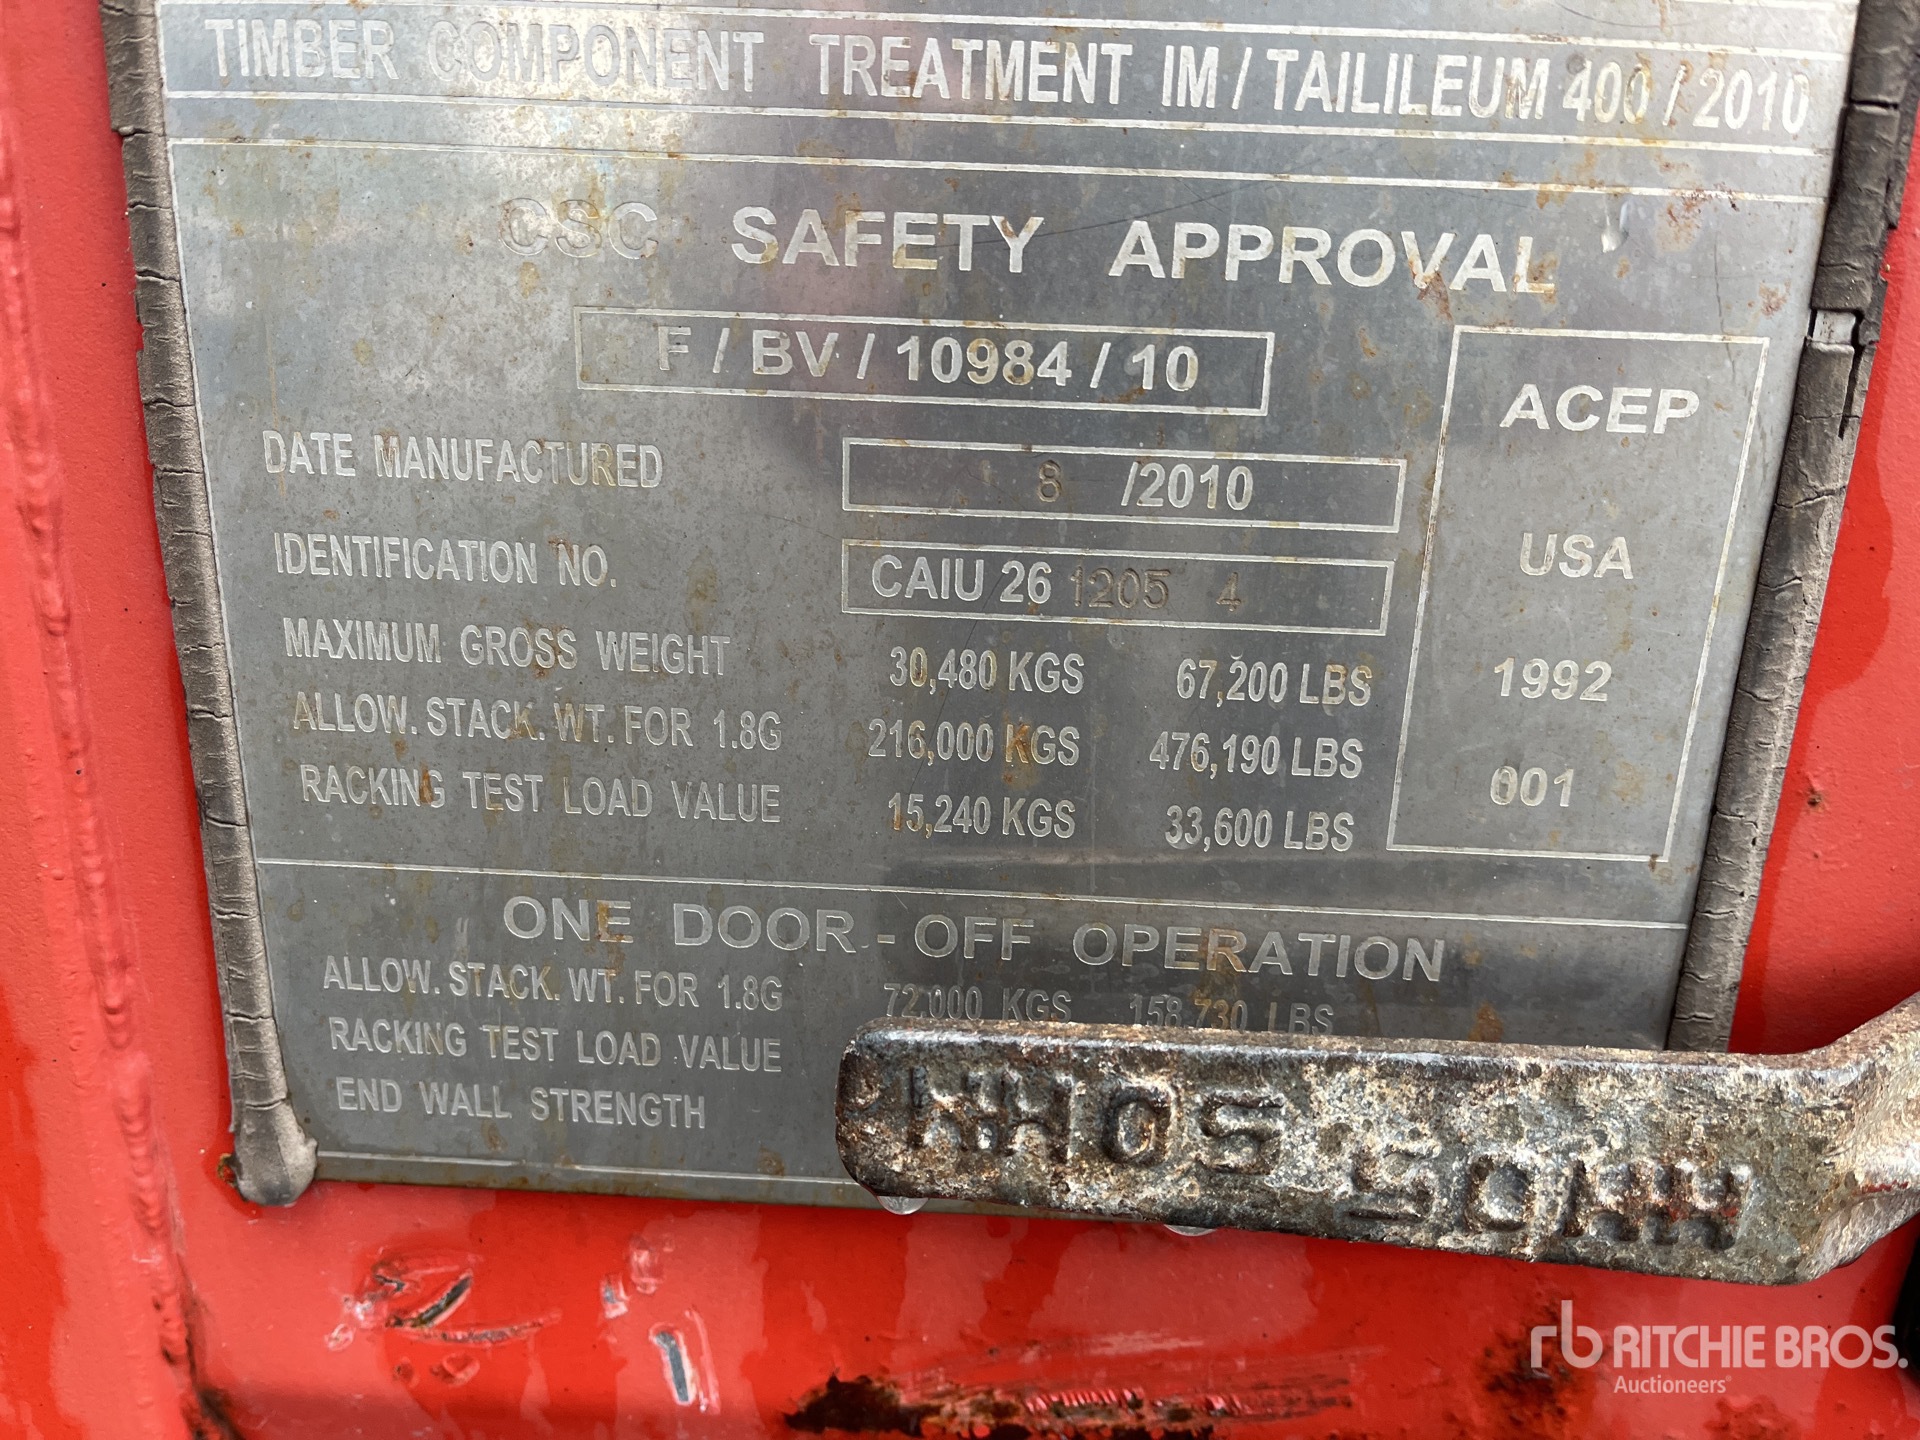 TIMBER COMPONENT TREATMENT IM / TAILILEUM 400 / 2010
CSC SAFETY APPROVAL
F / BV / 10984 / 10
DATE MANUFACTURED 8 /2010
IDENTIFICATION NO. CAIU 26 1205 4
MAXIMUM GROSS WEIGHT 30,480 KGS 67,200 LBS
ALLOW. STACK. WT. FOR 1.8G 216,000 KGS 476,190 LBS
RACKING TEST LOAD VALUE 15,240 KGS 33,600 LBS
ACEP
USA
1992
001
ONE DOOR - OFF OPERATION
ALLOW. STACK. WT. FOR 1.8G 72,000 KGS 158,730 LBS
RACKING TEST LOAD VALUE
END WALL STRENGTH
rb RITCHIE BROS.
Auctioneers